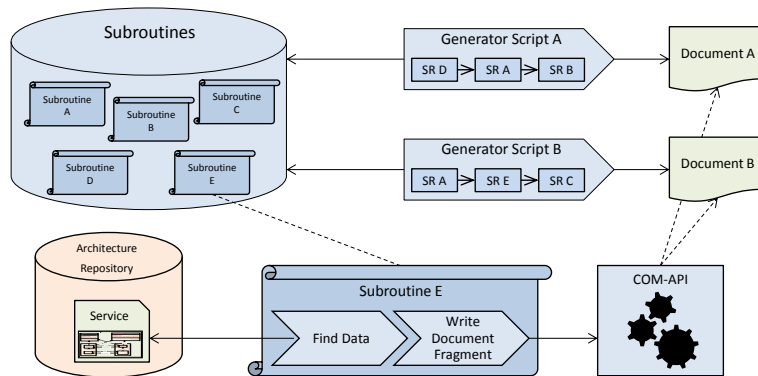 Subroutines
Subroutine
A
Subroutine
B
Subroutine
C
Subroutine
D
Subroutine
E
Generator Script A
SR D
SR A
SR B
Document A
Generator Script B
SR A
SR E
SR C
Document B
Architecture
Repository
Service
Subroutine E
Find Data
Write
Document
Fragment
COM-API